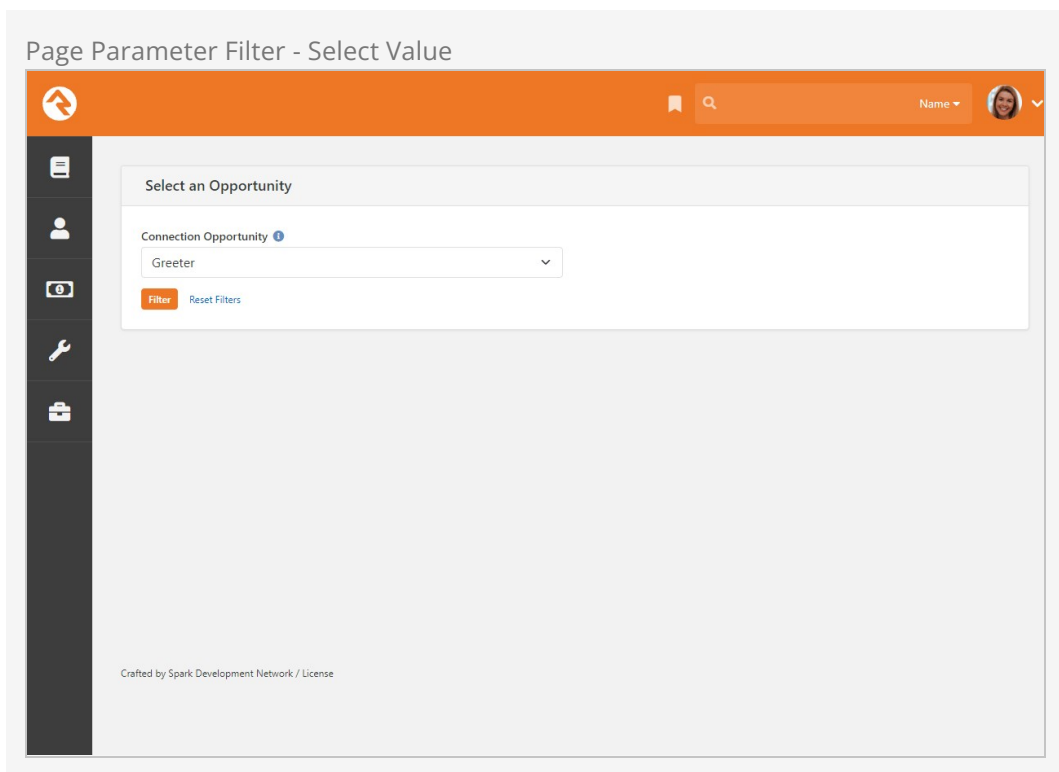 Page Parameter Filter - Select Value
Name
Select an Opportunity
Connection Opportunity
Greeter
Filter Reset Filters
Crafted by Spark Development Network / License